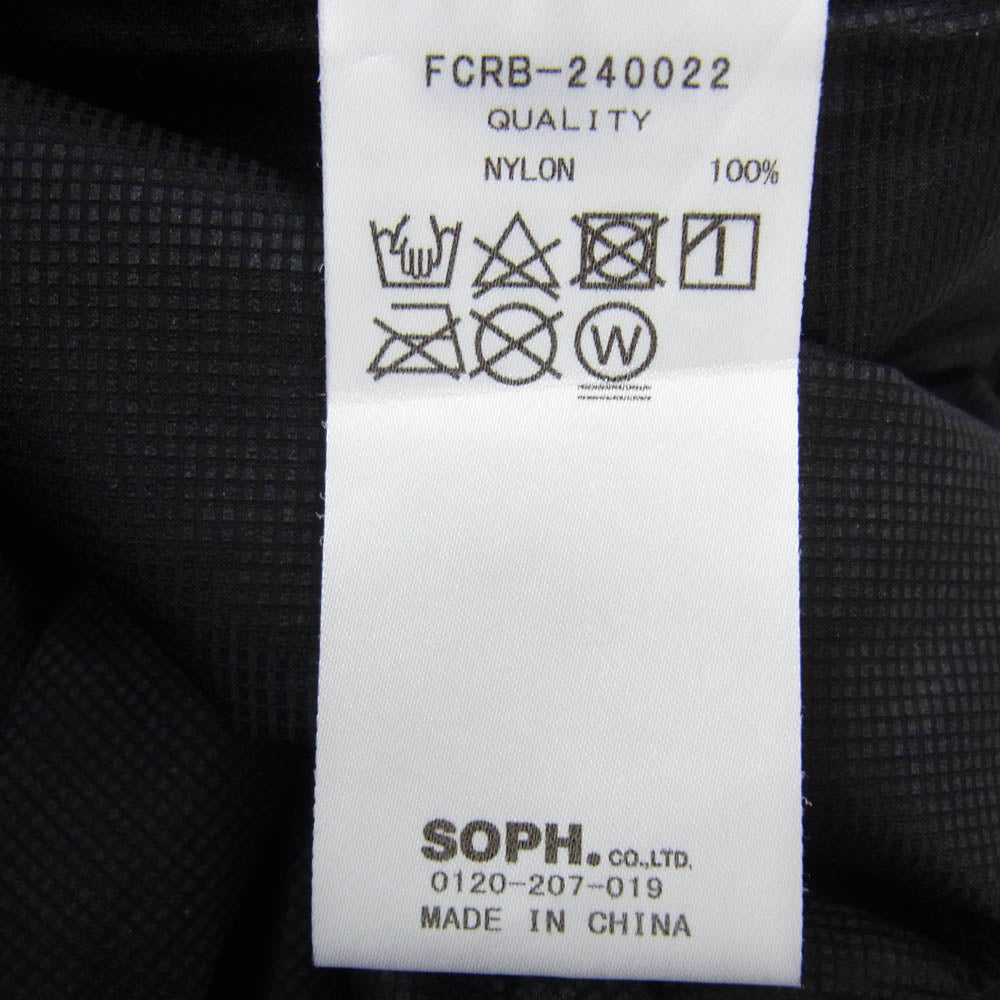 FCRB-240022
QUALITY
NYLON 100%
W
SOPH. CO.,LTD.
0120-207-019
MADE IN CHINA